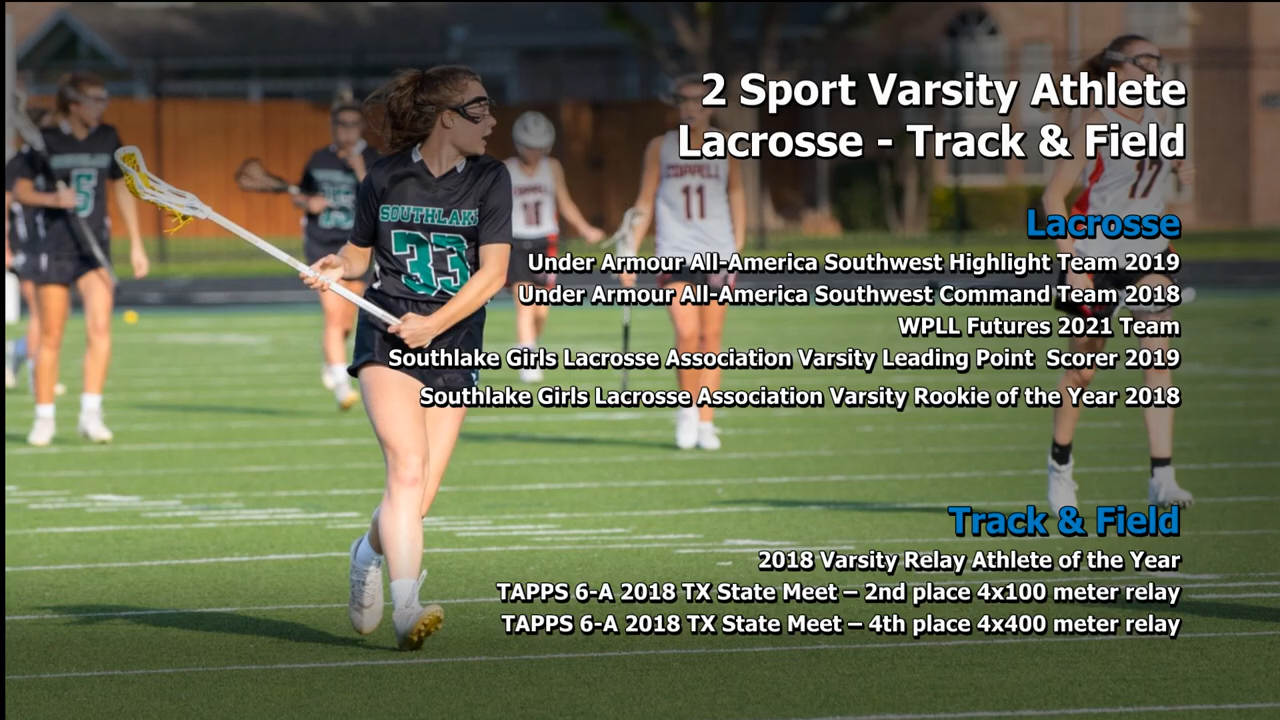 2 Sport Varsity Athlete
Lacrosse - Track & Field
Lacrosse
Under Armour All-America Southwest Highlight Team 2019
Under Armour All-America Southwest Command Team 2018
WPLL Futures 2021 Team
Southlake Girls Lacrosse Association Varsity Leading Point Scorer 2019
Southlake Girls Lacrosse Association Varsity Rookie of the Year 2018
Track & Field
2018 Varsity Relay Athlete of the Year
TAPPS 6-A 2018 TX State Meet – 2nd place 4x100 meter relay
TAPPS 6-A 2018 TX State Meet – 4th place 4x400 meter relay
SOUTHLAKE
33
5
11
17